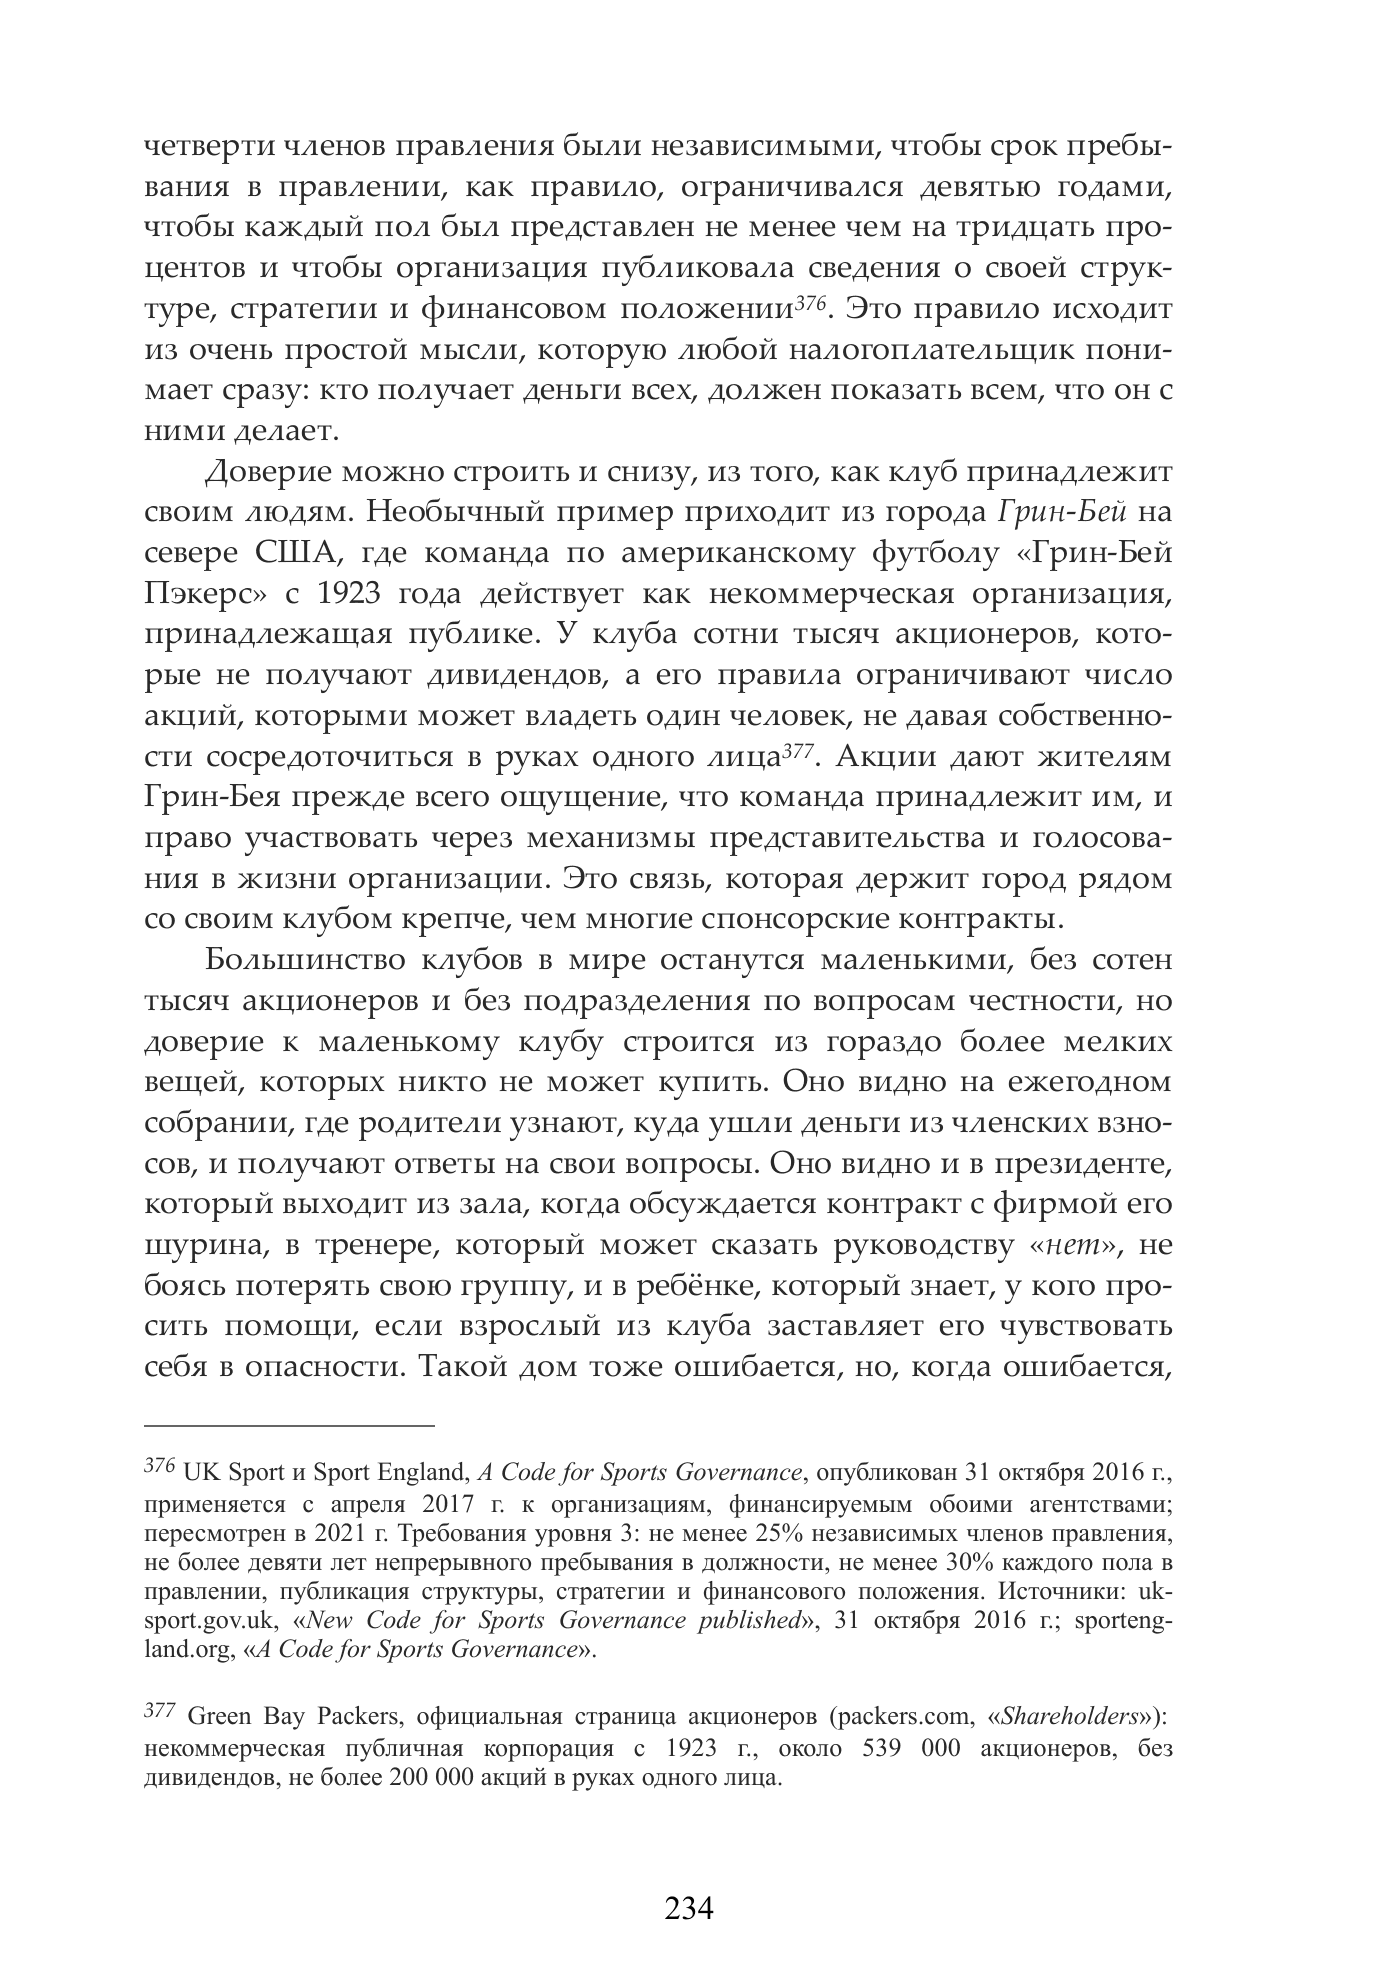 четверти членов правления были независимыми, чтобы срок пребы-
вания в правлении, как правило, ограничивался девятью годами,
чтобы каждый пол был представлен не менее чем на тридцать про-
центов и чтобы организация публиковала сведения о своей струк-
туре, стратегии и финансовом положении376. Это правило исходит
из очень простой мысли, которую любой налогоплательщик пони-
мает сразу: кто получает деньги всех, должен показать всем, что он с
ними делает.
Доверие можно строить и снизу, из того, как клуб принадлежит
своим людям. Необычный пример приходит из города Грин-Бей на
севере США, где команда по американскому футболу «Грин-Бей
Пэкерс» с 1923 года действует как некоммерческая организация,
принадлежащая публике. У клуба сотни тысяч акционеров, кото-
рые не получают дивидендов, а его правила ограничивают число
акций, которыми может владеть один человек, не давая собственно-
сти сосредоточиться в руках одного лица377. Акции дают жителям
Грин-Бея прежде всего ощущение, что команда принадлежит им, и
право участвовать через механизмы представительства и голосова-
ния в жизни организации. Это связь, которая держит город рядом
со своим клубом крепче, чем многие спонсорские контракты.
Большинство клубов в мире останутся маленькими, без сотен
тысяч акционеров и без подразделения по вопросам честности, но
доверие к маленькому клубу строится из гораздо более мелких
вещей, которых никто не может купить. Оно видно на ежегодном
собрании, где родители узнают, куда ушли деньги из членских взно-
сов, и получают ответы на свои вопросы. Оно видно и в президенте,
который выходит из зала, когда обсуждается контракт с фирмой его
шурина, в тренере, который может сказать руководству «нет», не
боясь потерять свою группу, и в ребёнке, который знает, у кого про-
сить помощи, если взрослый из клуба заставляет его чувствовать
себя в опасности. Такой дом тоже ошибается, но, когда ошибается,
376 UK Sport и Sport England, A Code for Sports Governance, опубликован 31 октября 2016 г.,
применяется с апреля 2017 г. к организациям, финансируемым обоими агентствами;
пересмотрен в 2021 г. Требования уровня 3: не менее 25% независимых членов правления,
не более девяти лет непрерывного пребывания в должности, не менее 30% каждого пола в
правлении, публикация структуры, стратегии и финансового положения. Источники: uk-
sport.gov.uk, «New Code for Sports Governance published», 31 октября 2016 г.; sporteng-
land.org, «A Code for Sports Governance».
377 Green Bay Packers, официальная страница акционеров (packers.com, «Shareholders»):
некоммерческая публичная корпорация с 1923 г., около 539 000 акционеров, без
дивидендов, не более 200 000 акций в руках одного лица.
234